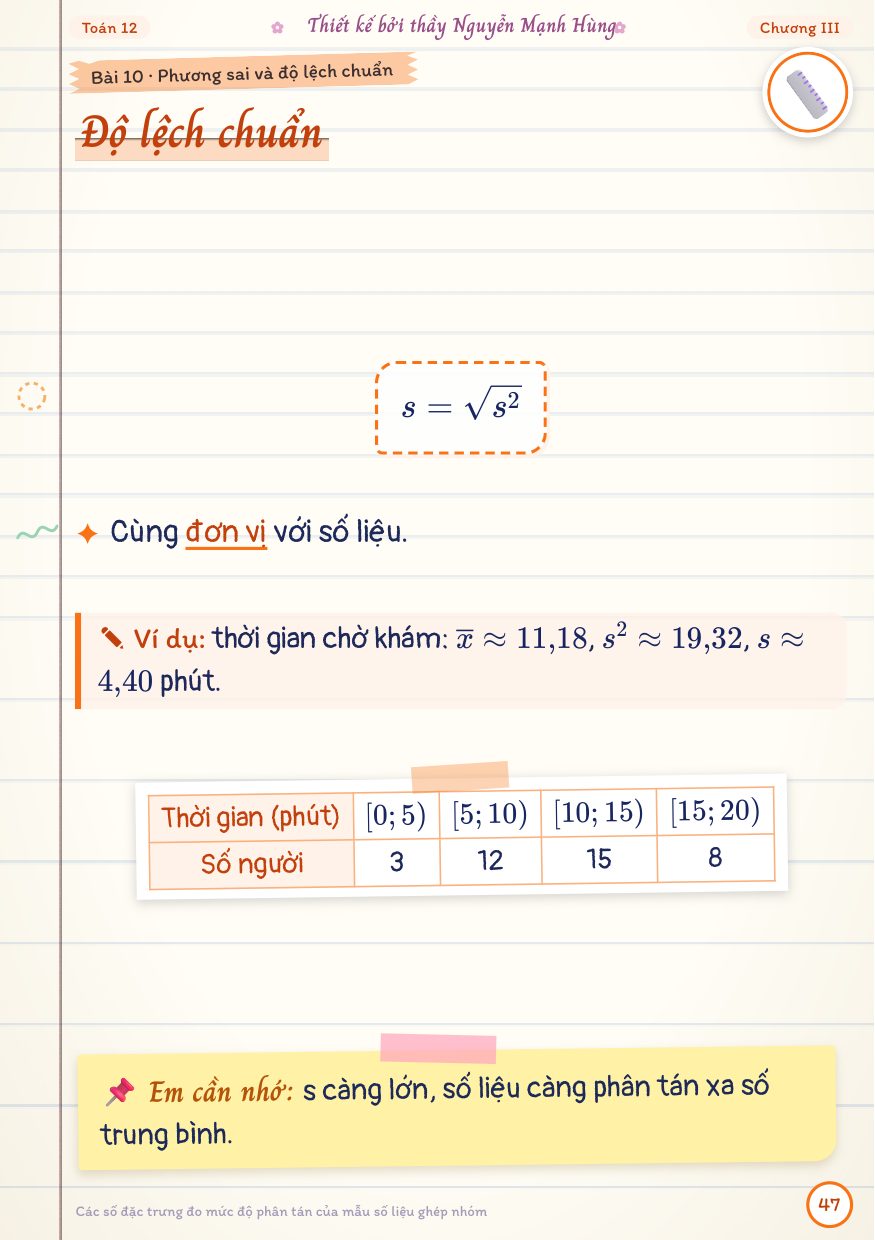 Toán 12
Thiết kế bởi thầy Nguyễn Mạnh Hùng
Chương III
Bài 10 · Phương sai và độ lệch chuẩn
Độ lệch chuẩn
s = √s²
Cùng đơn vị với số liệu.
Ví dụ: thời gian chờ khám: x̅ ≈ 11,18, s² ≈ 19,32, s ≈
4,40 phút.
Thời gian (phút) [0; 5) [5; 10) [10; 15) [15; 20)
Số người 3 12 15 8
Em cần nhớ: s càng lớn, số liệu càng phân tán xa số
trung bình.
Các số đặc trưng đo mức độ phân tán của mẫu số liệu ghép nhóm
47